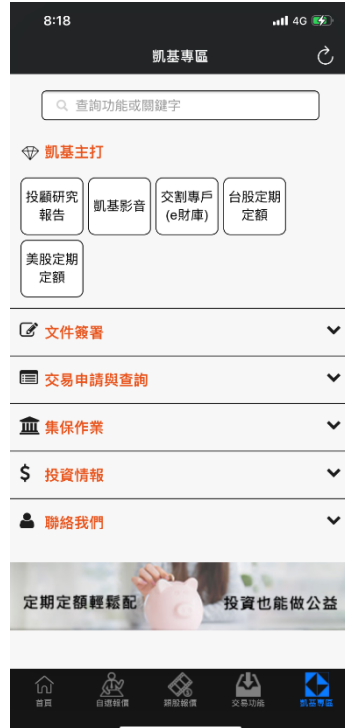 8:18
4G
凱基專區
查詢功能或關鍵字
凱基主打
投顧研究
報告
凱基影音
交割專戶
(e財庫)
台股定期
定額
美股定期
定額
文件簽署
交易申請與查詢
集保作業
投資情報
聯絡我們
定期定額輕鬆配
投資也能做公益
首頁
自選報價
類股報價
交易功能
凱基專區